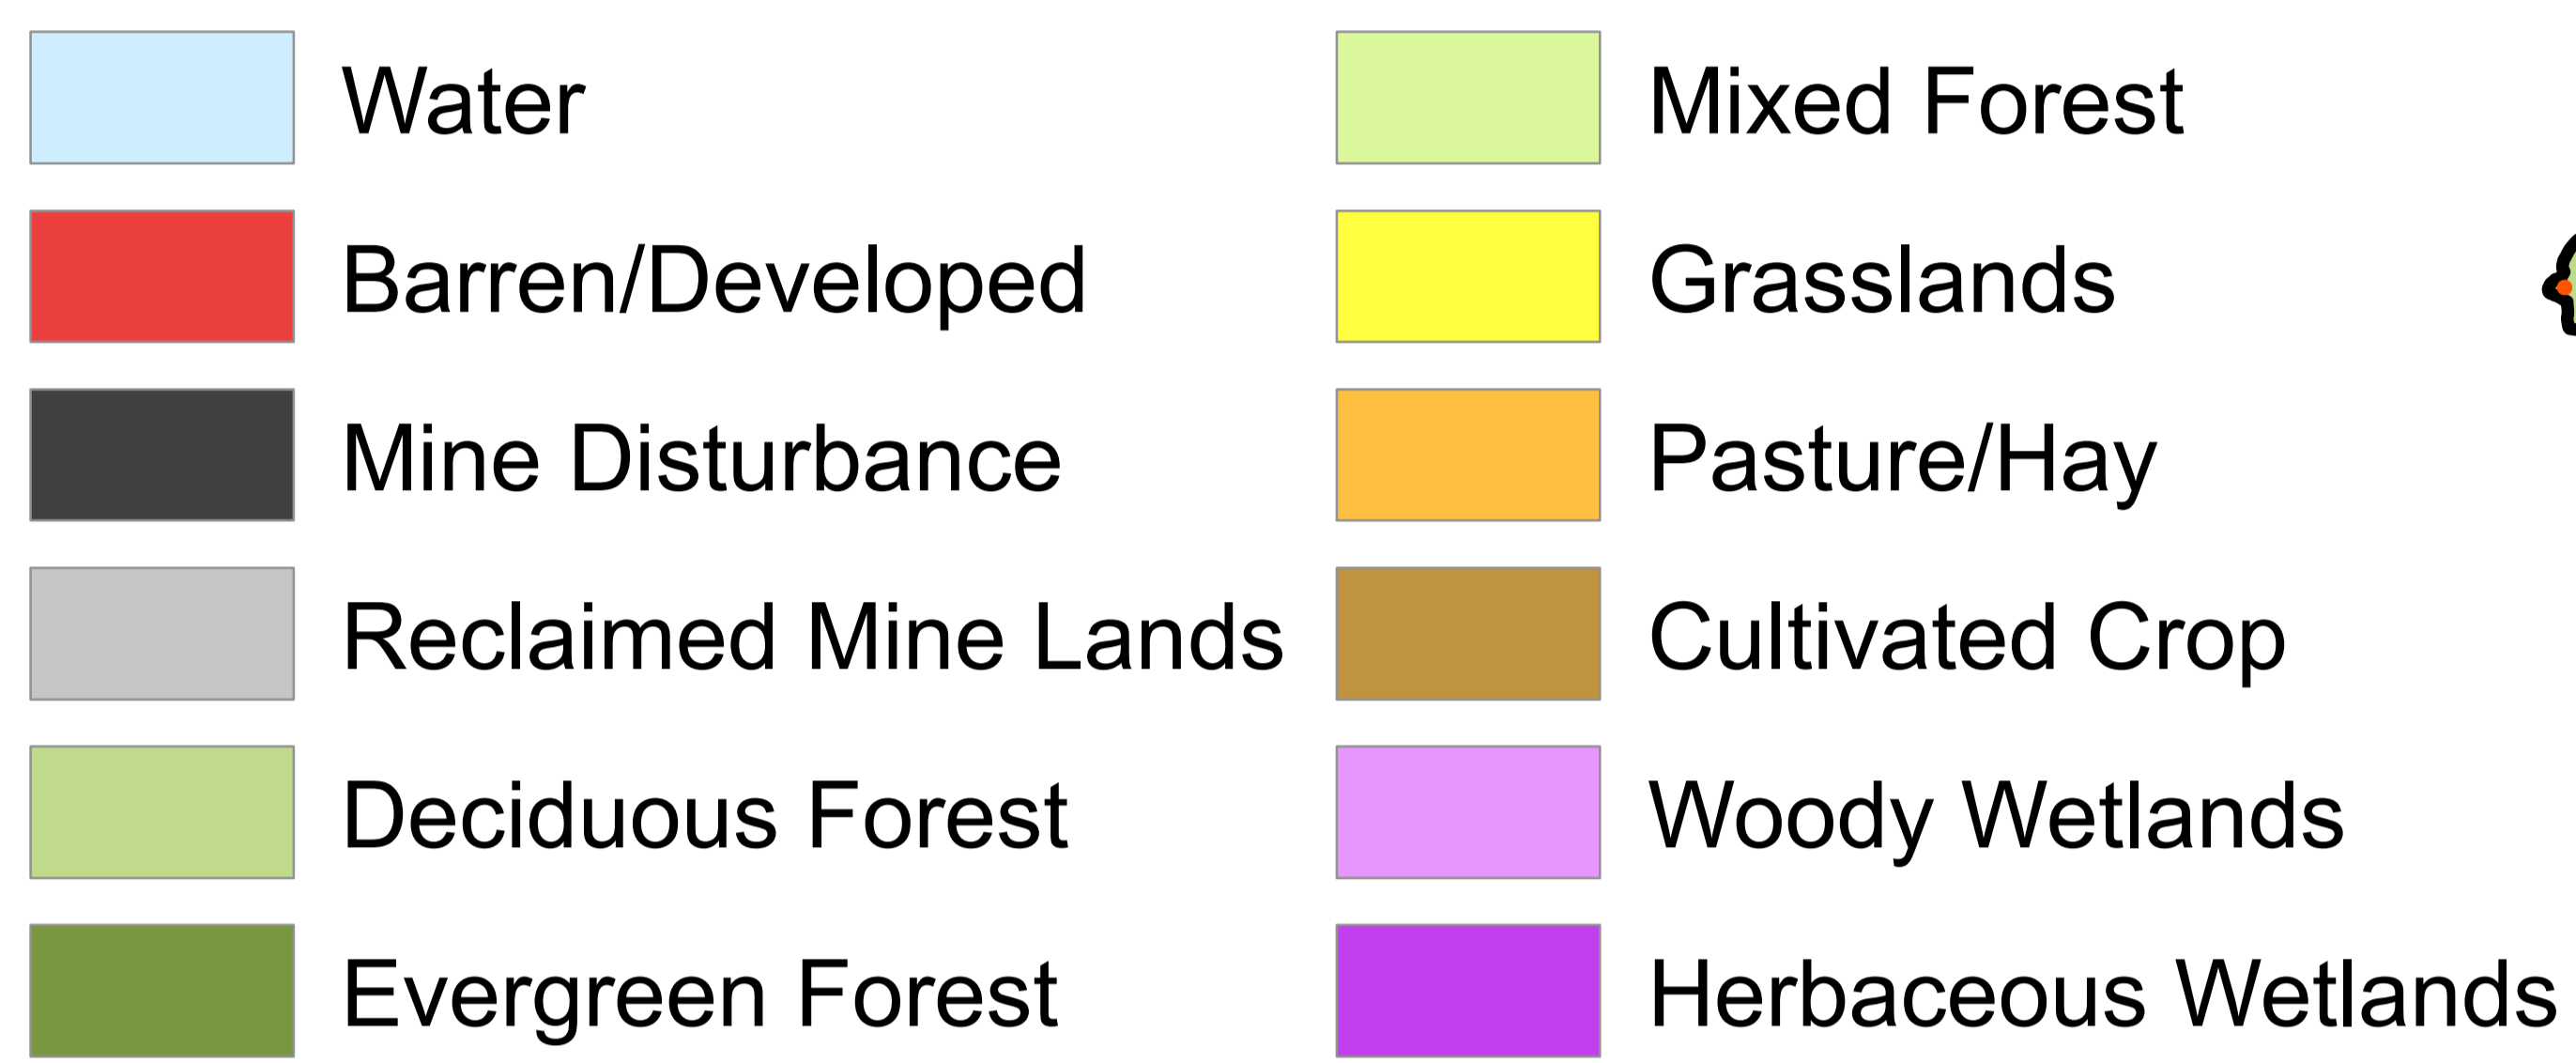 Water
Barren/Developed
Mine Disturbance
Reclaimed Mine Lands
Deciduous Forest
Evergreen Forest
Mixed Forest
Grasslands
Pasture/Hay
Cultivated Crop
Woody Wetlands
Herbaceous Wetlands